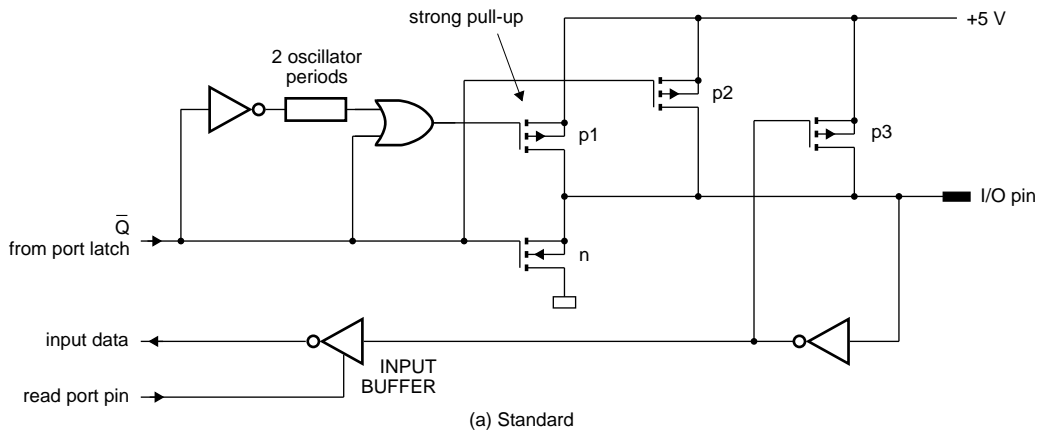 strong pull-up
+5 V
2 oscillator
periods
p2
p1
p3
I/O pin
Q̅
from port latch
n
input data
INPUT
BUFFER
read port pin
(a) Standard